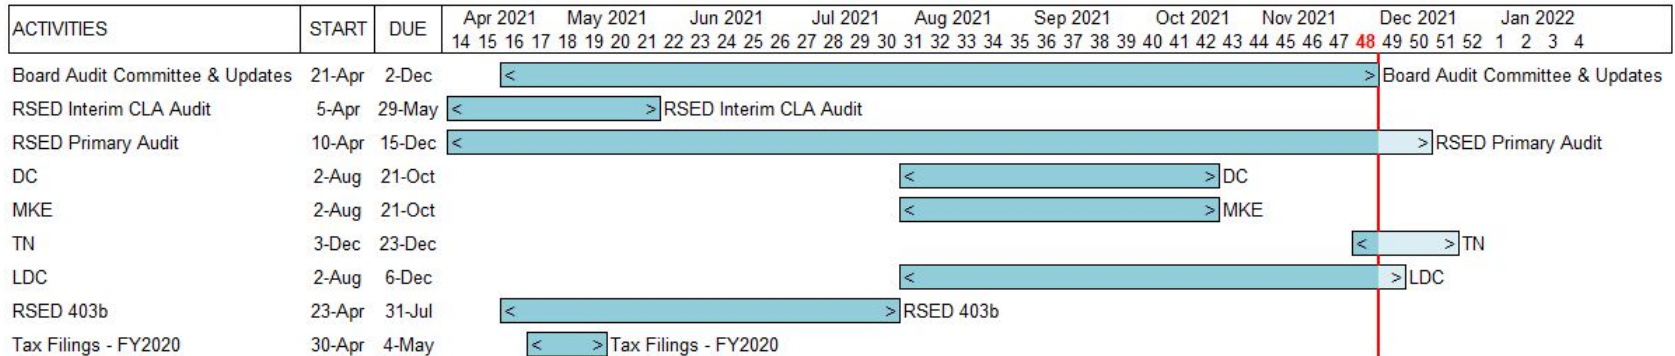 ACTIVITIES START DUE Apr 2021 May 2021 Jun 2021 Jul 2021 Aug 2021 Sep 2021 Oct 2021 Nov 2021 Dec 2021 Jan 2022
14 15 16 17 18 19 20 21 22 23 24 25 26 27 28 29 30 31 32 33 34 35 36 37 38 39 40 41 42 43 44 45 46 47 48 49 50 51 52 1 2 3 4
Board Audit Committee & Updates 21-Apr 2-Dec < > Board Audit Committee & Updates
RSED Interim CLA Audit 5-Apr 29-May < > RSED Interim CLA Audit
RSED Primary Audit 10-Apr 15-Dec < > RSED Primary Audit
DC 2-Aug 21-Oct < > DC
MKE 2-Aug 21-Oct < > MKE
TN 3-Dec 23-Dec < > TN
LDC 2-Aug 6-Dec < > LDC
RSED 403b 23-Apr 31-Jul < > RSED 403b
Tax Filings - FY2020 30-Apr 4-May < > Tax Filings - FY2020